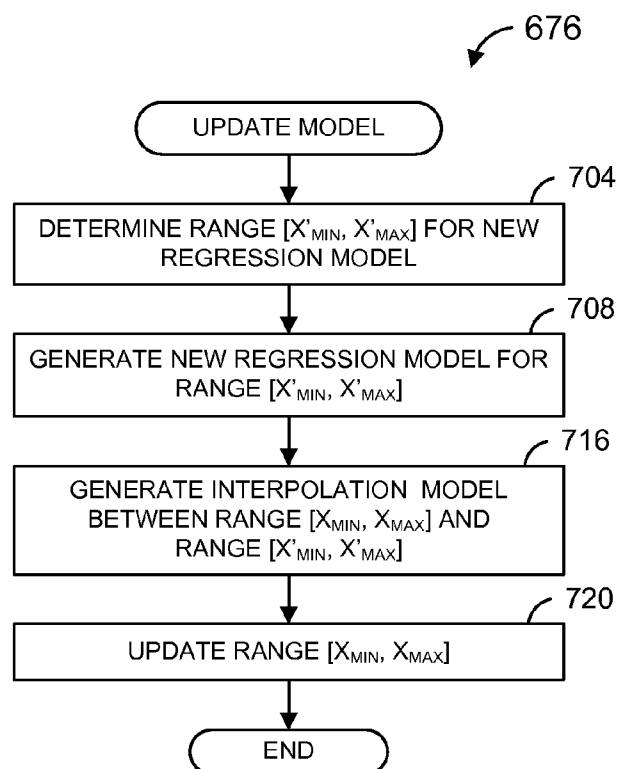 676
UPDATE MODEL
704
DETERMINE RANGE [X'MIN, X'MAX] FOR NEW
REGRESSION MODEL
708
GENERATE NEW REGRESSION MODEL FOR
RANGE [X'MIN, X'MAX]
716
GENERATE INTERPOLATION MODEL
BETWEEN RANGE [XMIN, XMAX] AND
RANGE [X'MIN, X'MAX]
720
UPDATE RANGE [XMIN, XMAX]
END